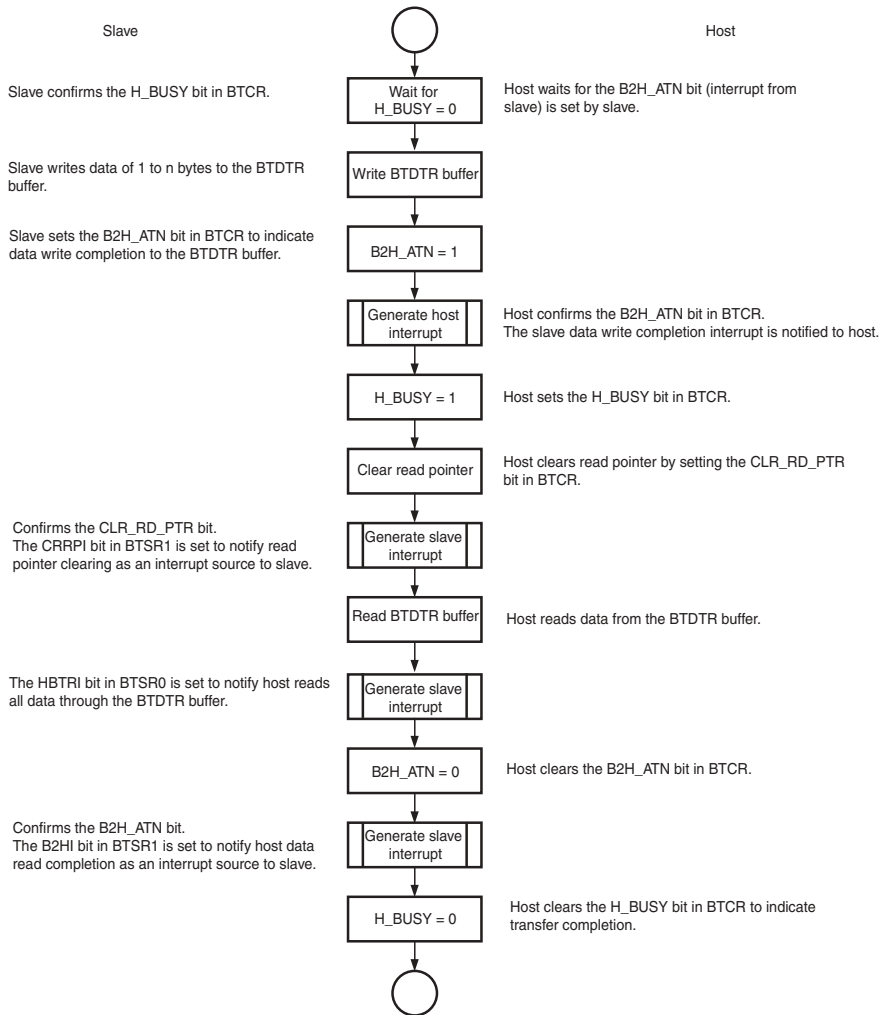 Slave
Host
Slave confirms the H_BUSY bit in BTCR.
Wait for
H_BUSY = 0
Host waits for the B2H_ATN bit (interrupt from
slave) is set by slave.
Slave writes data of 1 to n bytes to the BTDTR
buffer.
Write BTDTR buffer
Slave sets the B2H_ATN bit in BTCR to indicate
data write completion to the BTDTR buffer.
B2H_ATN = 1
Generate host
interrupt
Host confirms the B2H_ATN bit in BTCR.
The slave data write completion interrupt is notified to host.
H_BUSY = 1
Host sets the H_BUSY bit in BTCR.
Clear read pointer
Host clears read pointer by setting the CLR_RD_PTR
bit in BTCR.
Confirms the CLR_RD_PTR bit.
The CRRPI bit in BTSR1 is set to notify read
pointer clearing as an interrupt source to slave.
Generate slave
interrupt
Read BTDTR buffer
Host reads data from the BTDTR buffer.
The HBTRI bit in BTSR0 is set to notify host reads
all data through the BTDTR buffer.
Generate slave
interrupt
B2H_ATN = 0
Host clears the B2H_ATN bit in BTCR.
Confirms the B2H_ATN bit.
The B2HI bit in BTSR1 is set to notify host data
read completion as an interrupt source to slave.
Generate slave
interrupt
H_BUSY = 0
Host clears the H_BUSY bit in BTCR to indicate
transfer completion.